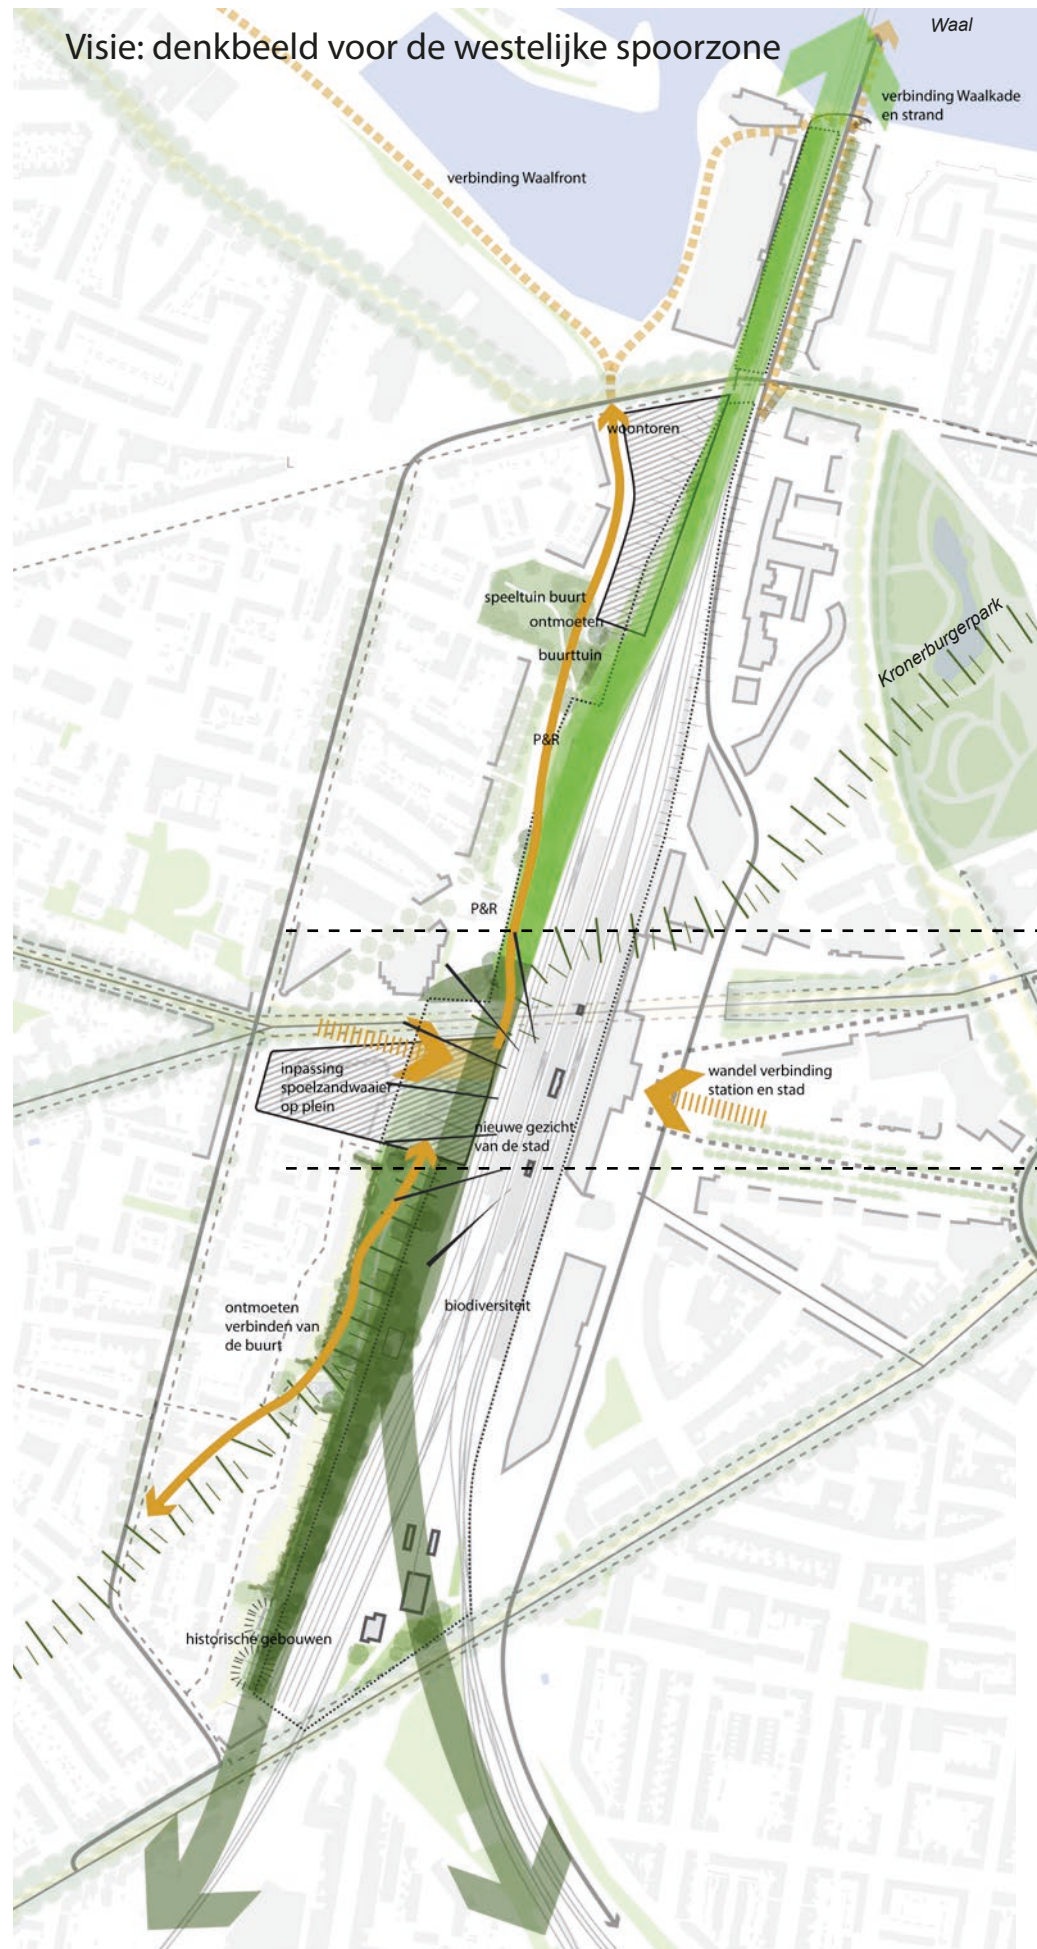 Visie: denkbeeld voor de westelijke spoorzone
Waal
verbinding Waalkade
en strand
verbinding Waalfront
woontoren
speeltuin buurt
ontmoeten
buurttuin
Kronerburgerpark
P&R
P&R
inpassing
spoelzandwaaier
op plein
wandel verbinding
station en stad
nieuwe gezicht
van de stad
biodiversiteit
ontmoeten
verbinden van
de buurt
historische gebouwen